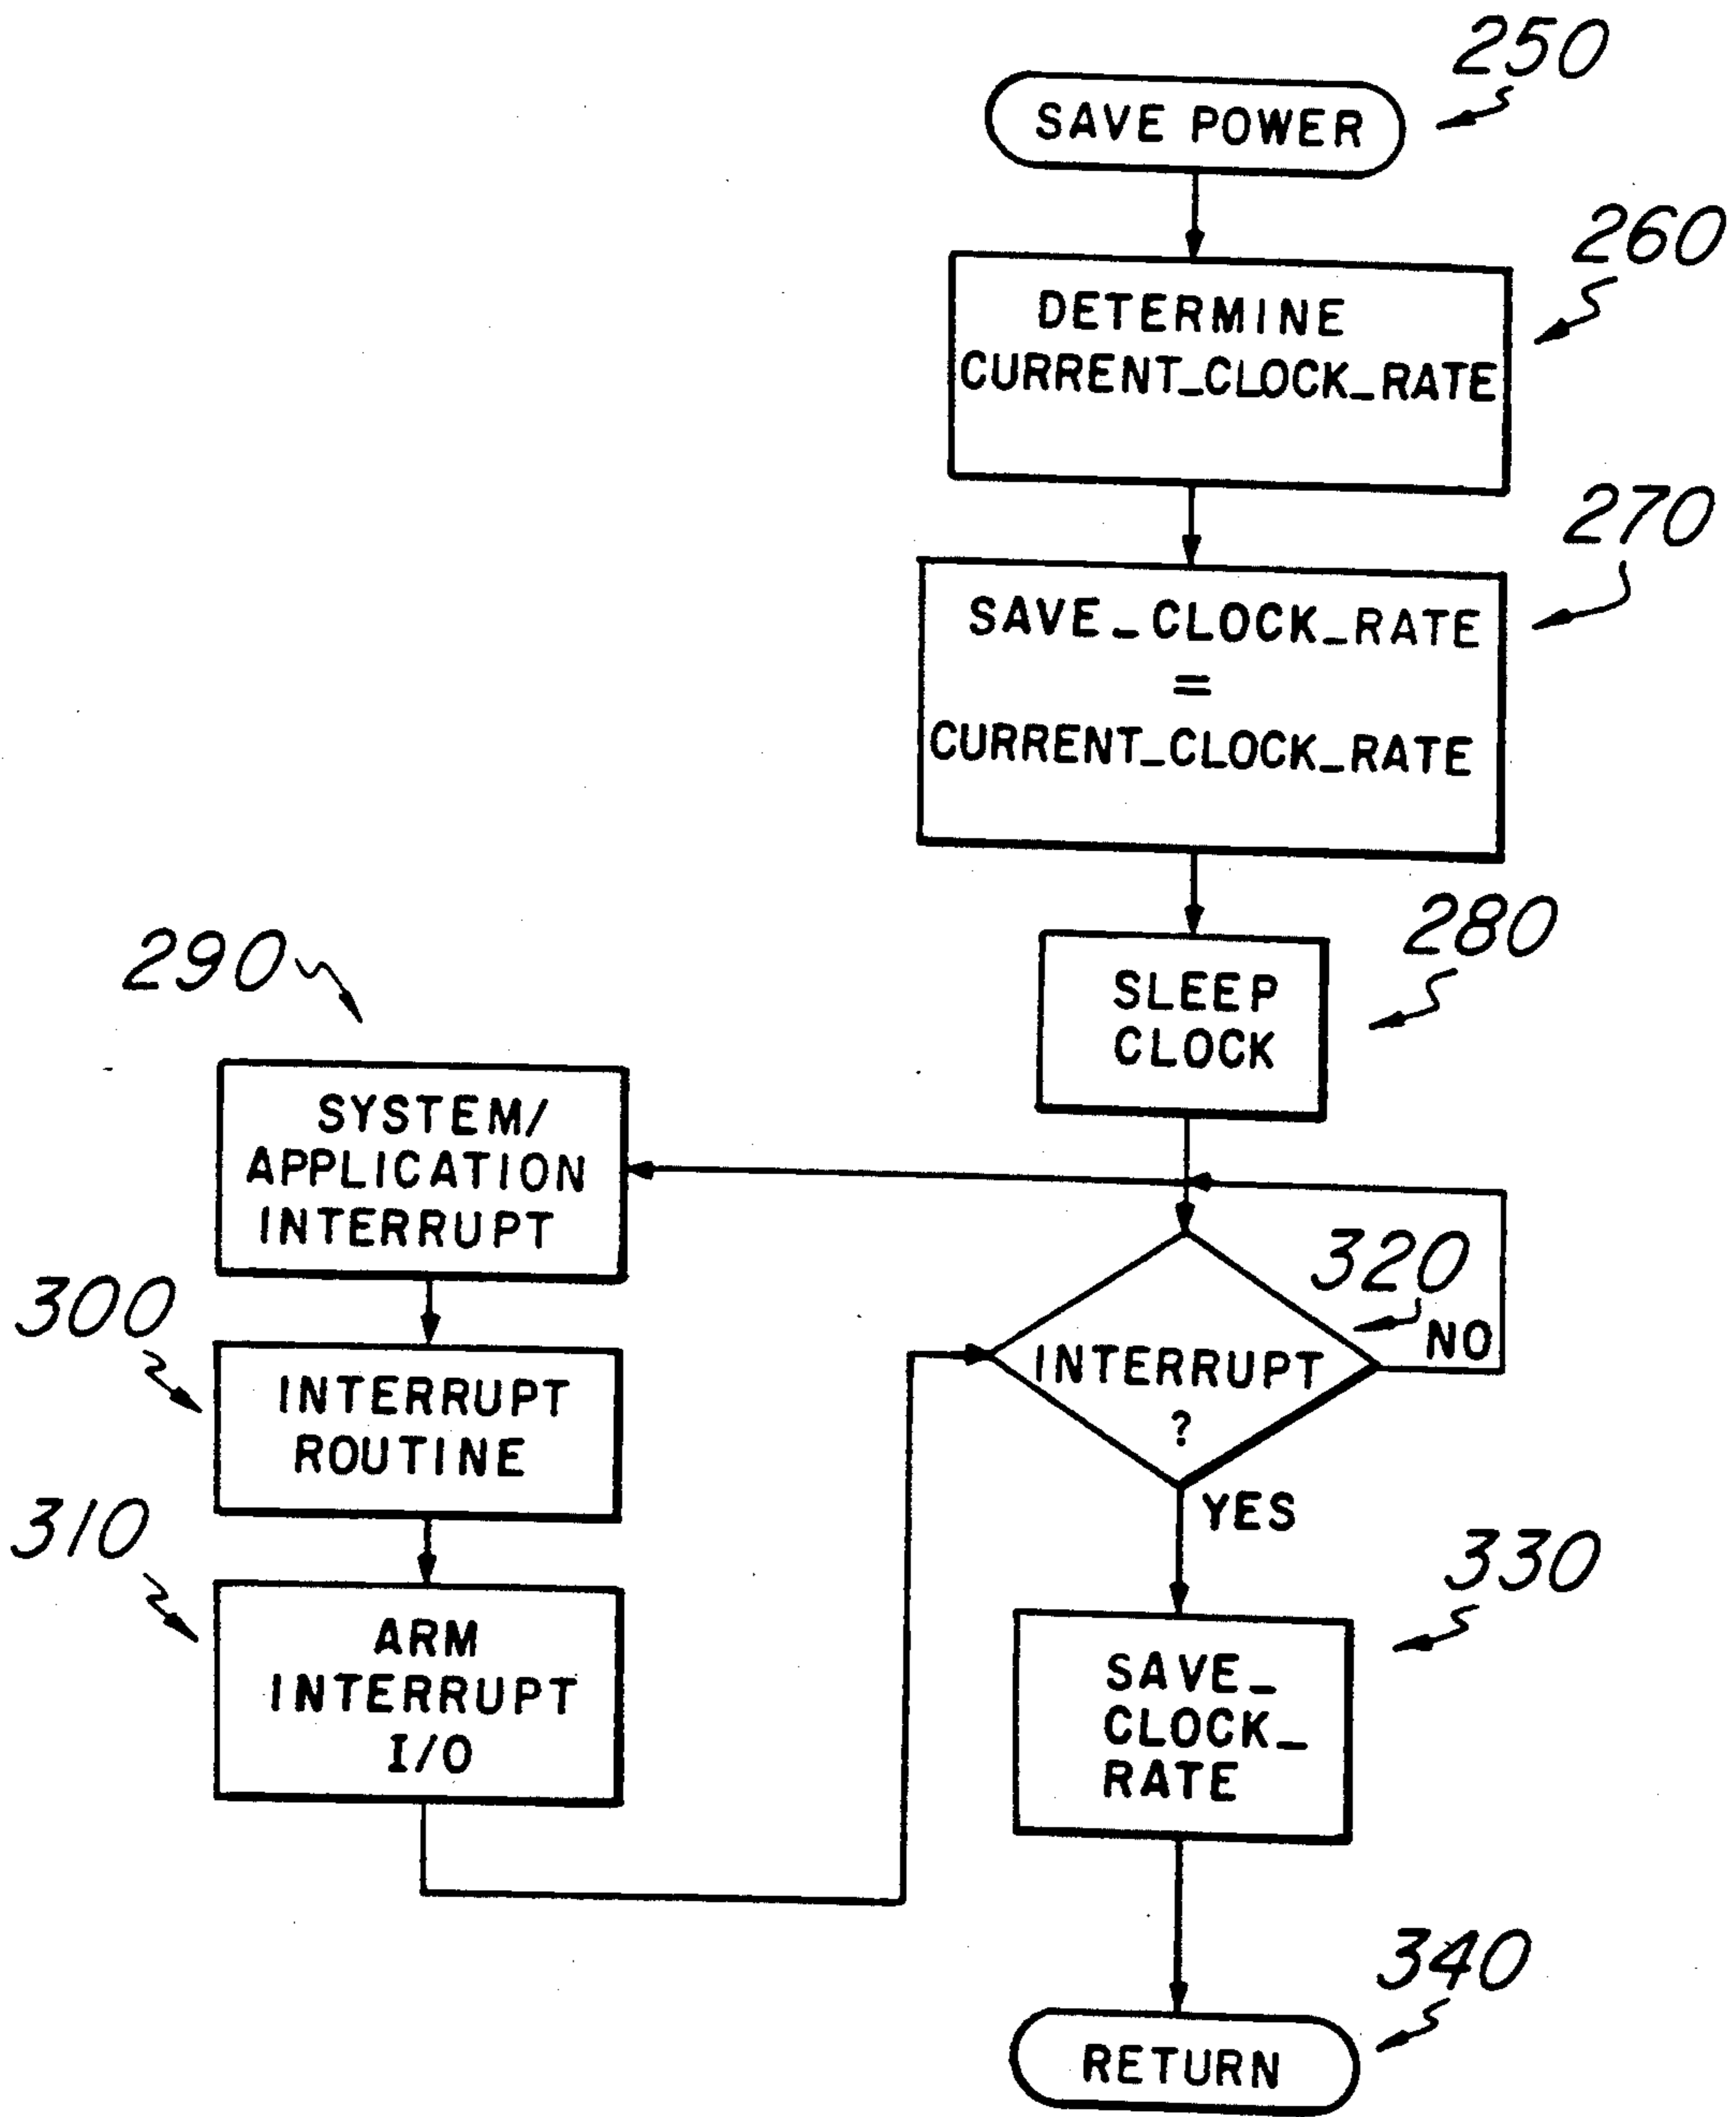 250
SAVE POWER
260
DETERMINE
CURRENT_CLOCK_RATE
270
SAVE_CLOCK_RATE
=
CURRENT_CLOCK_RATE
280
SLEEP
CLOCK
290
SYSTEM/
APPLICATION
INTERRUPT
300
INTERRUPT
ROUTINE
310
ARM
INTERRUPT
I/O
320
NO
INTERRUPT
?
YES
330
SAVE_
CLOCK_
RATE
340
RETURN